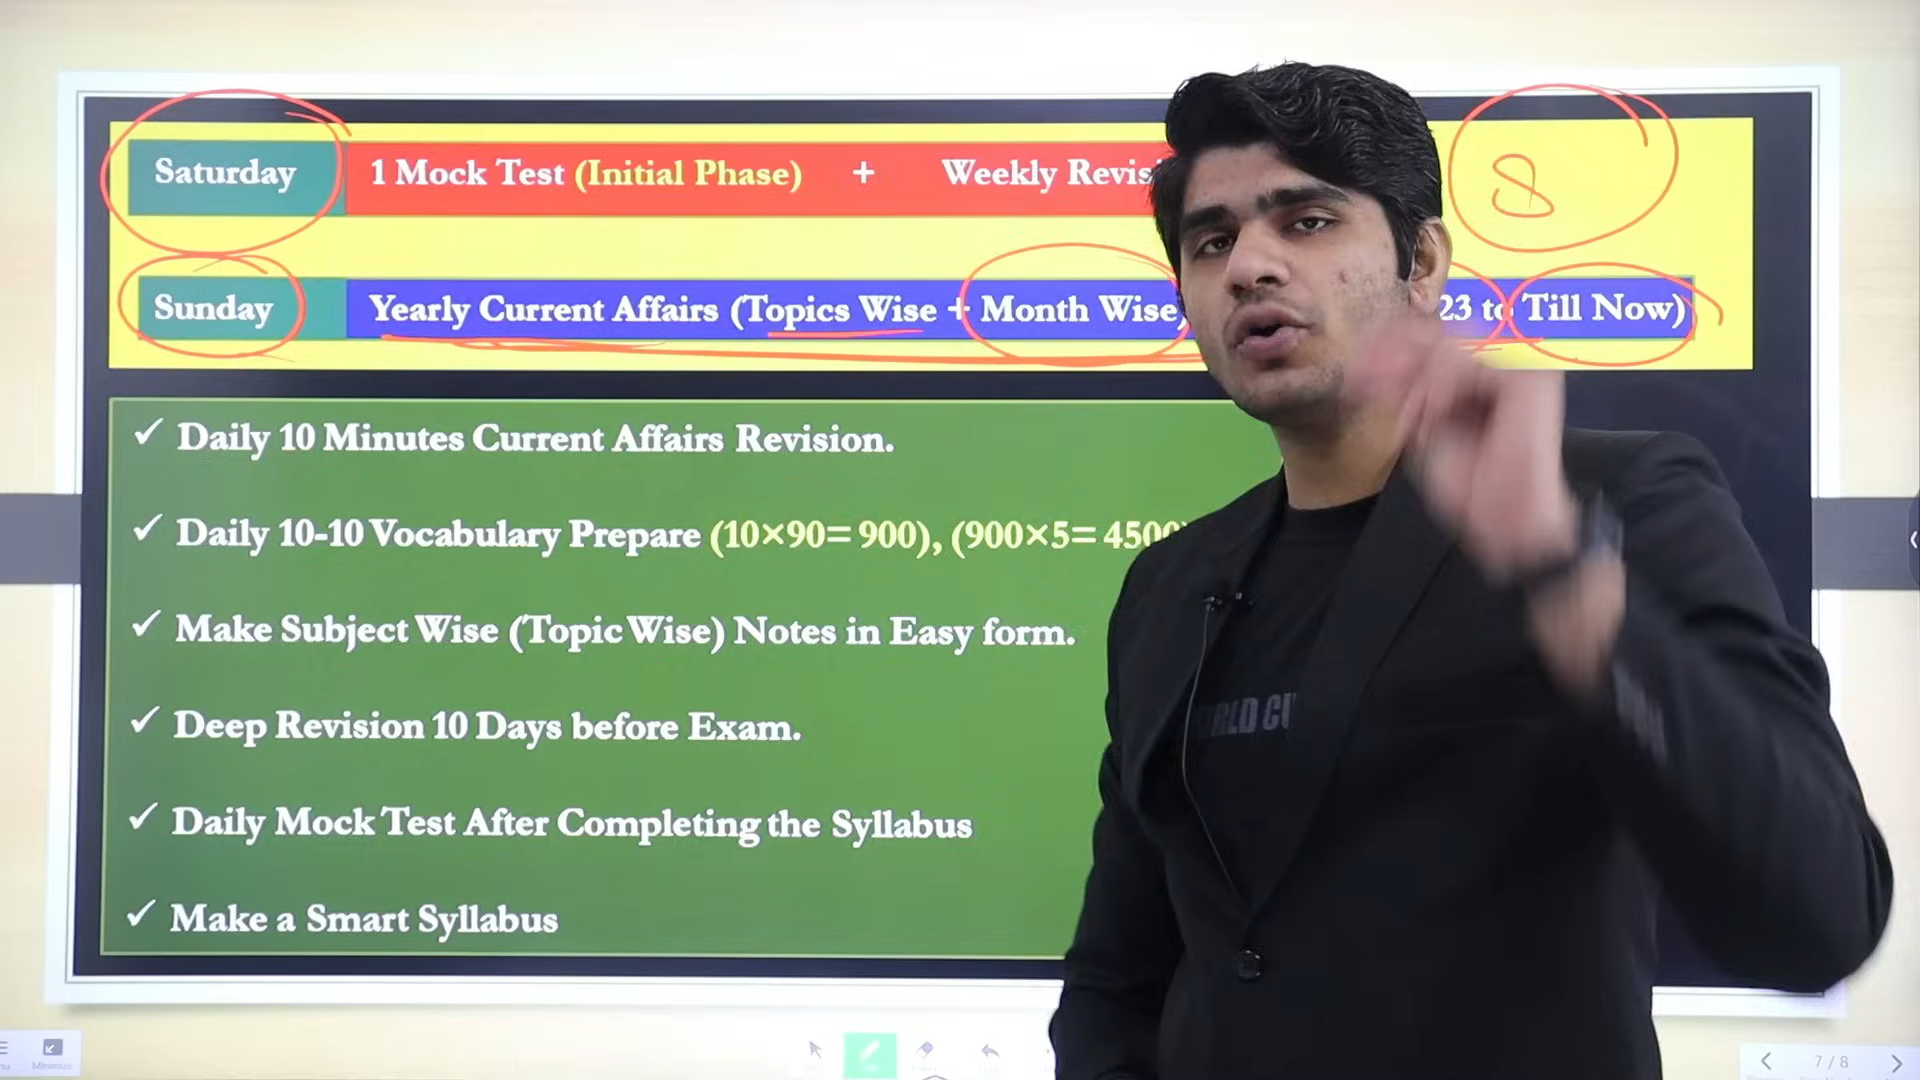 Saturday 1 Mock Test (Initial Phase) + Weekly 8
Sunday Yearly Current Affairs (Topics Wise + Month Wise) 23 to Till Now)
✓ Daily 10 Minutes Current Affairs Revision.
✓ Daily 10-10 Vocabulary Prepare (10×90= 900), (900×5= 4500)
✓ Make Subject Wise (Topic Wise) Notes in Easy form.
✓ Deep Revision 10 Days before Exam.
✓ Daily Mock Test After Completing the Syllabus
✓ Make a Smart Syllabus
Minimize
7 / 8